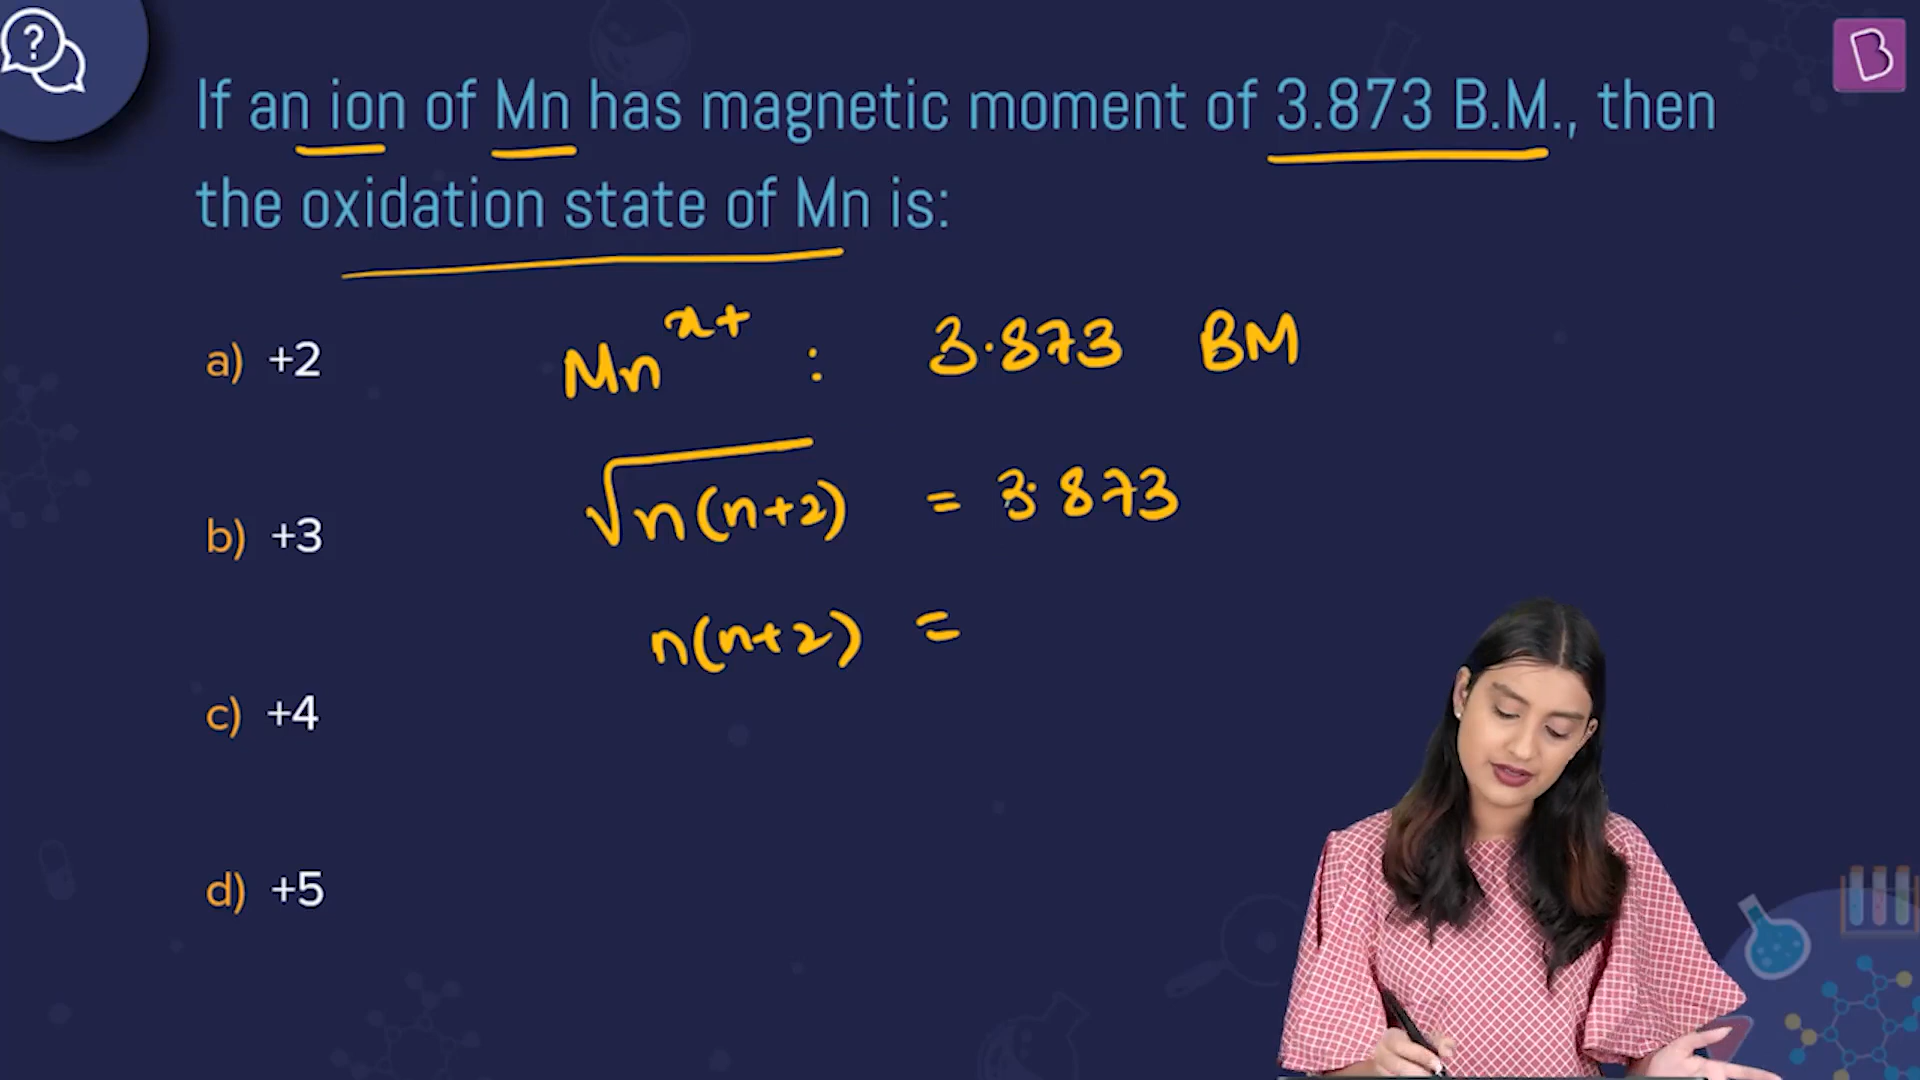 If an ion of Mn has magnetic moment of 3.873 B.M., then
the oxidation state of Mn is:
a) +2
Mn^x+ : 3.873 BM
√n(n+2) = 3.873
b) +3
n(n+2) =
c) +4
d) +5
?
B